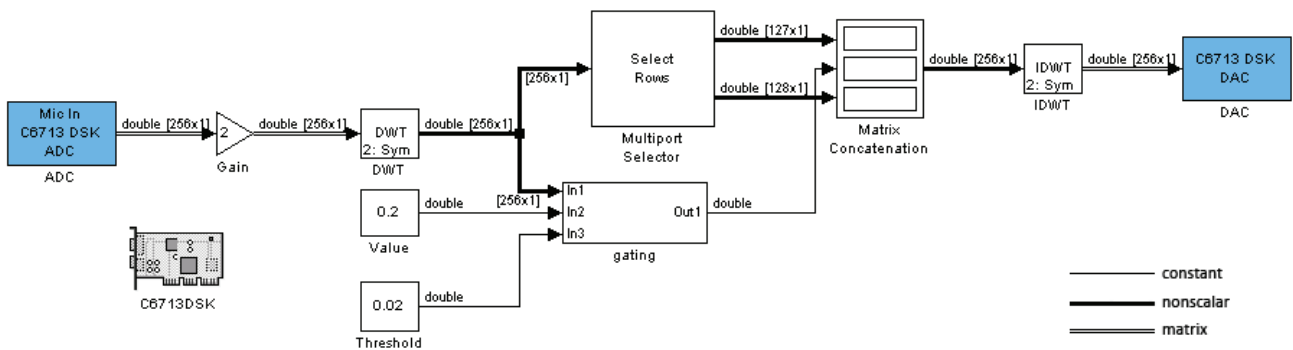 Mic In
C6713 DSK
ADC
ADC
double [256x1]
2
Gain
double [256x1]
DWT
2: Sym
DWT
double [256x1]
[256x1]
Select
Rows
Multiport
Selector
double [127x1]
double [128x1]
Matrix
Concatenation
double [256x1]
IDWT
2: Sym
IDWT
double [256x1]
C6713 DSK
DAC
DAC
0.2
Value
double
[256x1]
In1
In2
In3
Out1
gating
double
0.02
Threshold
double
C6713DSK
constant
nonscalar
matrix